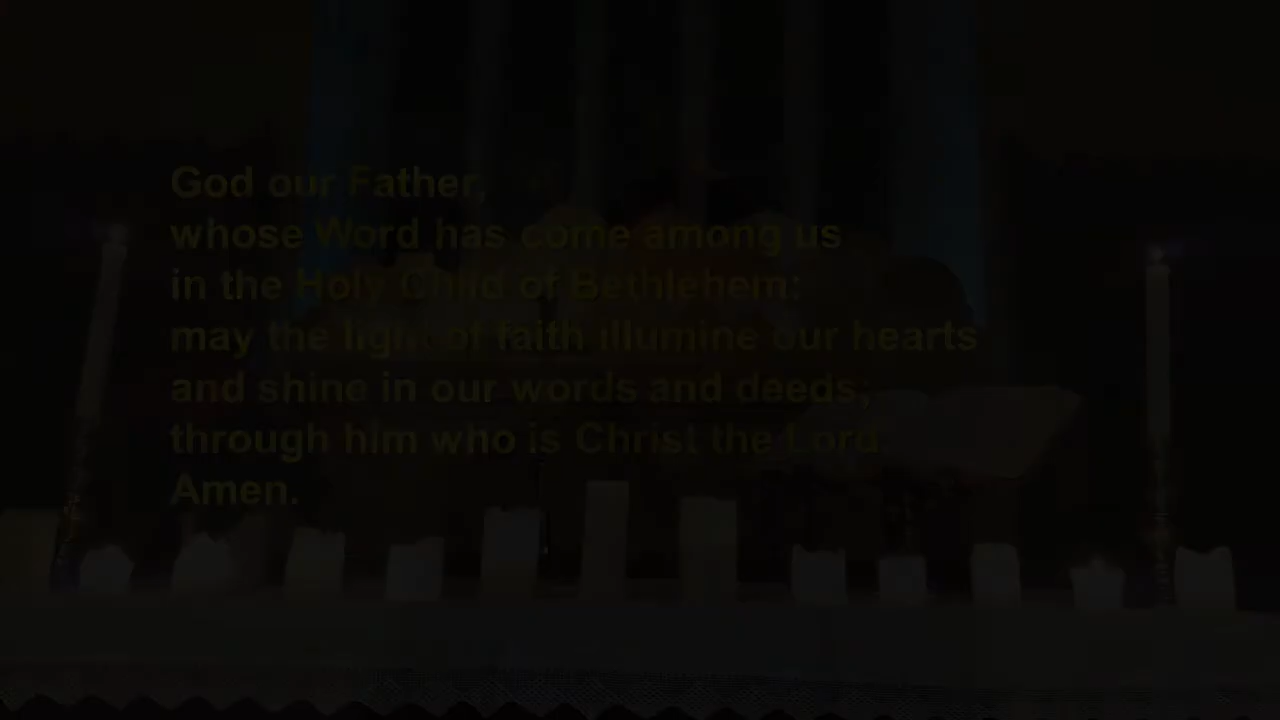 God our Father,
whose Word has come among us
in the Holy Child of Bethlehem:
may the light of faith illumine our hearts
and shine in our words and deeds;
through him who is Christ the Lord
Amen.